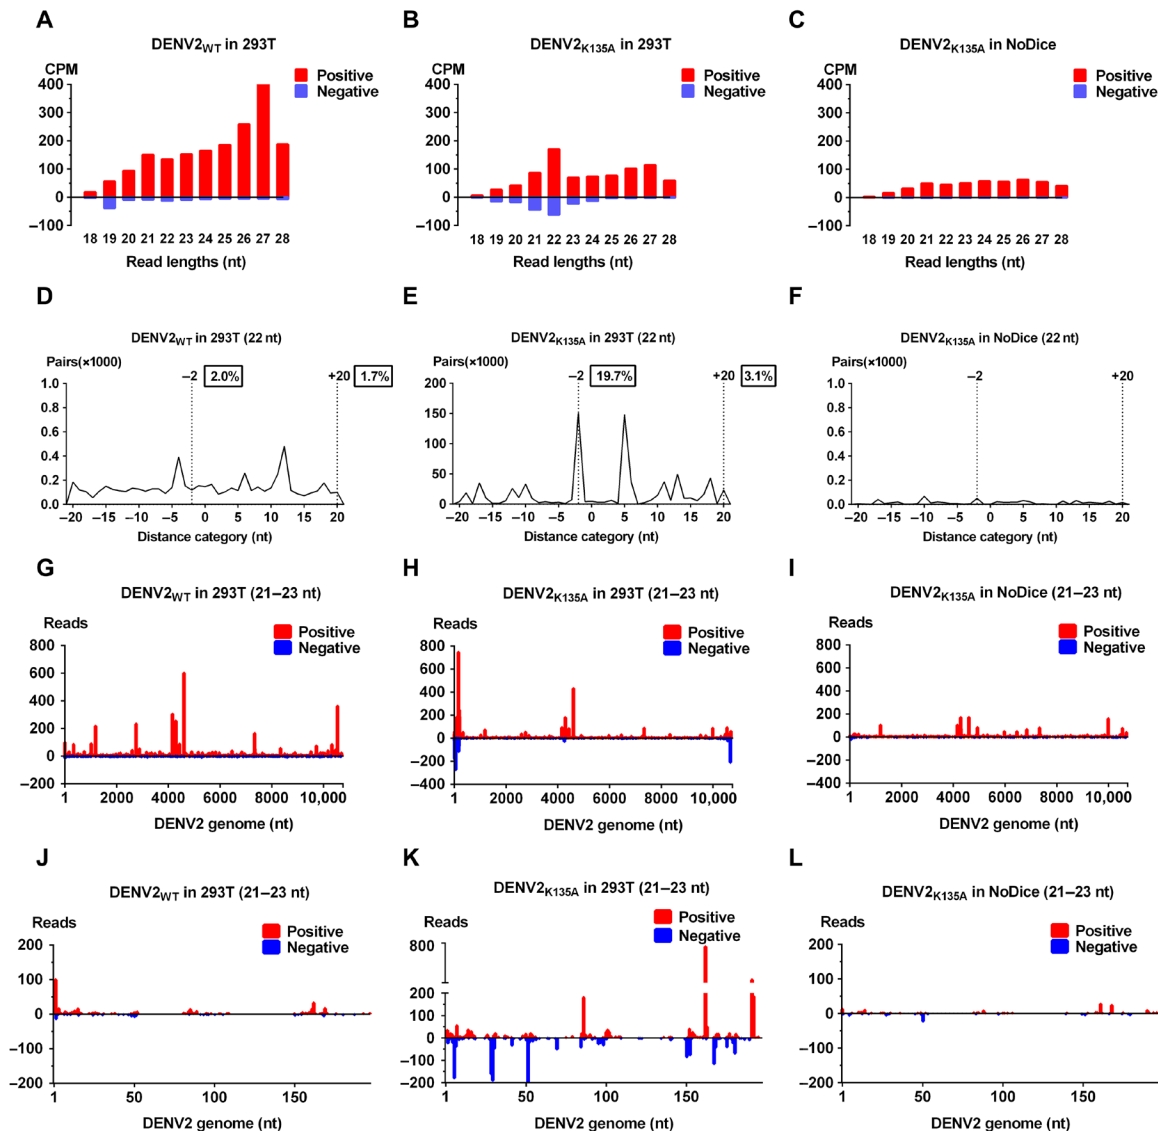 A
B
C
DENV2WT in 293T
DENV2K135A in 293T
DENV2K135A in NoDice
CPM
Positive
Negative
400
300
200
100
0
–100
18 19 20 21 22 23 24 25 26 27 28
Read lengths (nt)
CPM
Positive
Negative
400
300
200
100
0
–100
18 19 20 21 22 23 24 25 26 27 28
Read lengths (nt)
CPM
Positive
Negative
400
300
200
100
0
–100
18 19 20 21 22 23 24 25 26 27 28
Read lengths (nt)
D
E
F
DENV2WT in 293T (22 nt)
Pairs(×1000)
–2 2.0% +20 1.7%
1.0
0.8
0.6
0.4
0.2
0.0
–20 –15 –10 –5 0 5 10 15 20
Distance category (nt)
DENV2K135A in 293T (22 nt)
Pairs(×1000)
–2 19.7% +20 3.1%
200
150
100
50
0
–20 –15 –10 –5 0 5 10 15 20
Distance category (nt)
DENV2K135A in NoDice (22 nt)
Pairs(×1000)
–2 +20
1.0
0.8
0.6
0.4
0.2
0.0
–20 –15 –10 –5 0 5 10 15 20
Distance category (nt)
G
H
I
DENV2WT in 293T (21–23 nt)
Reads
Positive
Negative
800
600
400
200
0
–200
1 2000 4000 6000 8000 10,000
DENV2 genome (nt)
DENV2K135A in 293T (21–23 nt)
Reads
Positive
Negative
800
600
400
200
0
–200
–400
1 2000 4000 6000 8000 10,000
DENV2 genome (nt)
DENV2K135A in NoDice (21–23 nt)
Reads
Positive
Negative
800
600
400
200
0
–200
–400
1 2000 4000 6000 8000 10,000
DENV2 genome (nt)
J
K
L
DENV2WT in 293T (21–23 nt)
Reads
Positive
Negative
200
100
0
–100
–200
1 50 100 150
DENV2 genome (nt)
DENV2K135A in 293T (21–23 nt)
Reads
Positive
Negative
800
200
100
0
–100
–200
1 50 100 150
DENV2 genome (nt)
DENV2K135A in NoDice (21–23 nt)
Reads
Positive
Negative
200
100
0
–100
–200
1 50 100 150
DENV2 genome (nt)